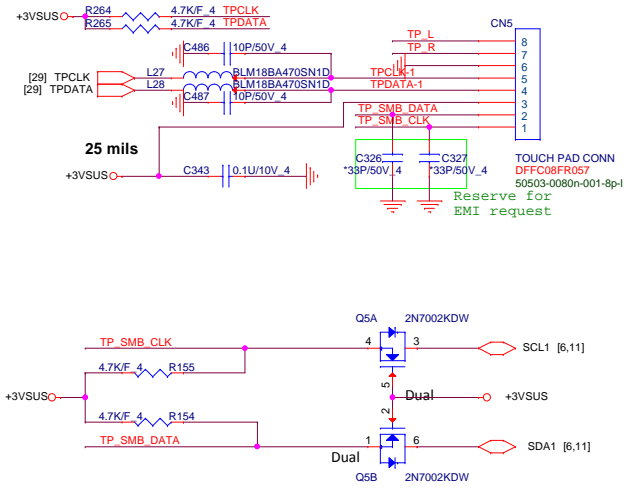 R264 4.7K/F_4 TPCLK
+3VSUS
R265 4.7K/F_4 TPDATA
CN5
C486 10P/50V_4
TP_L 8
TP_R 7
6
[29] TPCLK L27 BLM18BA470SN1D TPCLK-1 5
[29] TPDATA L28 BLM18BA470SN1D TPDATA-1 4
C487 10P/50V_4
3
TP_SMB_DATA 2
TP_SMB_CLK 1
25 mils
+3VSUS C343 0.1U/10V_4
C326 C327
*33P/50V_4 *33P/50V_4
TOUCH PAD CONN
DFFC08FR057
50503-0080n-001-8p-l
Reserve for
EMI request
Q5A 2N7002KDW
TP_SMB_CLK 4 3 SCL1 [6,11]
4.7K/F_4 R155
5
Dual
+3VSUS +3VSUS
4.7K/F_4 R154
2
TP_SMB_DATA 1 6 SDA1 [6,11]
Dual
Q5B 2N7002KDW